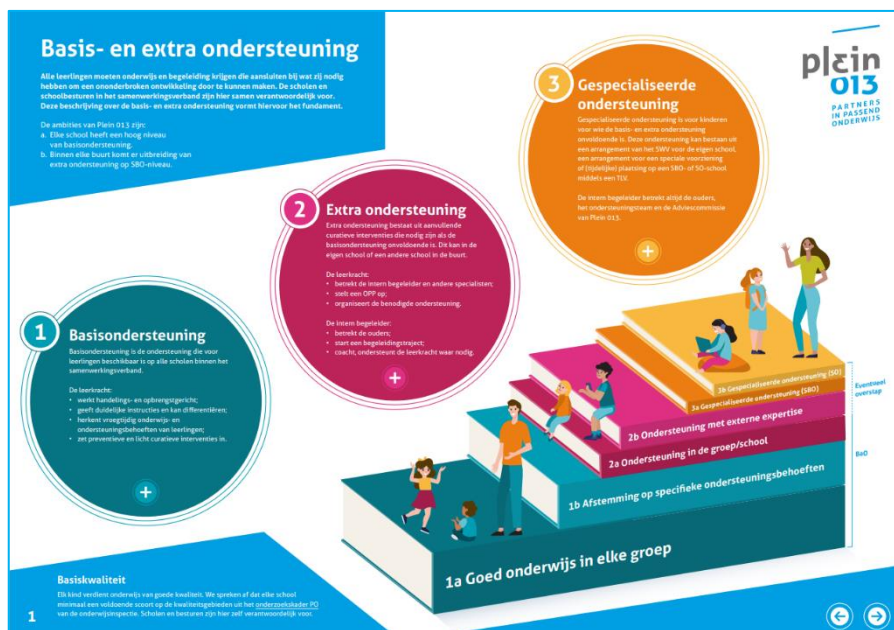 Basis- en extra ondersteuning
Alle leerlingen moeten onderwijs en begeleiding krijgen die aansluiten bij wat zij nodig
hebben om een ononderbroken ontwikkeling door te kunnen maken. De scholen en
schoolbesturen in het samenwerkingsverband zijn hier samen verantwoordelijk voor.
Deze beschrijving over de basis- en extra ondersteuning vormt hiervoor het fundament.
De ambities van Plein 013 zijn:
a. Elke school heeft een hoog niveau
van basisondersteuning.
b. Binnen elke buurt komt er uitbreiding van
extra ondersteuning op SBO-niveau.
plein
013
PARTNERS
IN PASSEND
ONDERWIJS
3
Gespecialiseerde
ondersteuning
Gespecialiseerde ondersteuning is voor kinderen
voor wie de basis- en extra ondersteuning
onvoldoende is. Deze ondersteuning kan bestaan uit
een arrangement van het SWV voor de eigen school,
een arrangement voor een speciale voorziening
of (tijdelijke) plaatsing op een SBO- of SO-school
middels een TLV.
De intern begeleider betrekt altijd de ouders,
het ondersteuningsteam en de Adviescommissie
van Plein 013.
+
2
Extra ondersteuning
Extra ondersteuning bestaat uit aanvullende
curatieve interventies die nodig zijn als de
basisondersteuning onvoldoende is. Dit kan in de
eigen school of een andere school in de buurt.
De leerkracht:
• betrekt de intern begeleider en andere specialisten;
• stelt een OPP op;
• organiseert de benodigde ondersteuning.
De intern begeleider:
• betrekt de ouders;
• start een begeleidingstraject;
• coacht, ondersteunt de leerkracht waar nodig.
+
1
Basisondersteuning
Basisondersteuning is de ondersteuning die voor
leerlingen beschikbaar is op alle scholen binnen het
samenwerkingsverband.
De leerkracht:
• werkt handelings- en opbrengstgericht;
• geeft duidelijke instructies en kan differentiëren;
• herkent vroegtijdig onderwijs- en
ondersteuningsbehoeften van leerlingen;
• zet preventieve en licht curatieve interventies in.
+
3b Gespecialiseerde ondersteuning (SO)
3a Gespecialiseerde ondersteuning (SBO)
2b Ondersteuning met externe expertise
2a Ondersteuning in de groep/school
1b Afstemming op specifieke ondersteuningsbehoeften
1a Goed onderwijs in elke groep
Eventueel
overlap
BaO
Basiskwaliteit
Elk kind verdient onderwijs van goede kwaliteit. We spreken af dat elke school
minimaal een voldoende scoort op de kwaliteitsgebieden uit het onderzoekskader PO
van de onderwijsinspectie. Scholen en besturen zijn hier zelf verantwoordelijk voor.
1